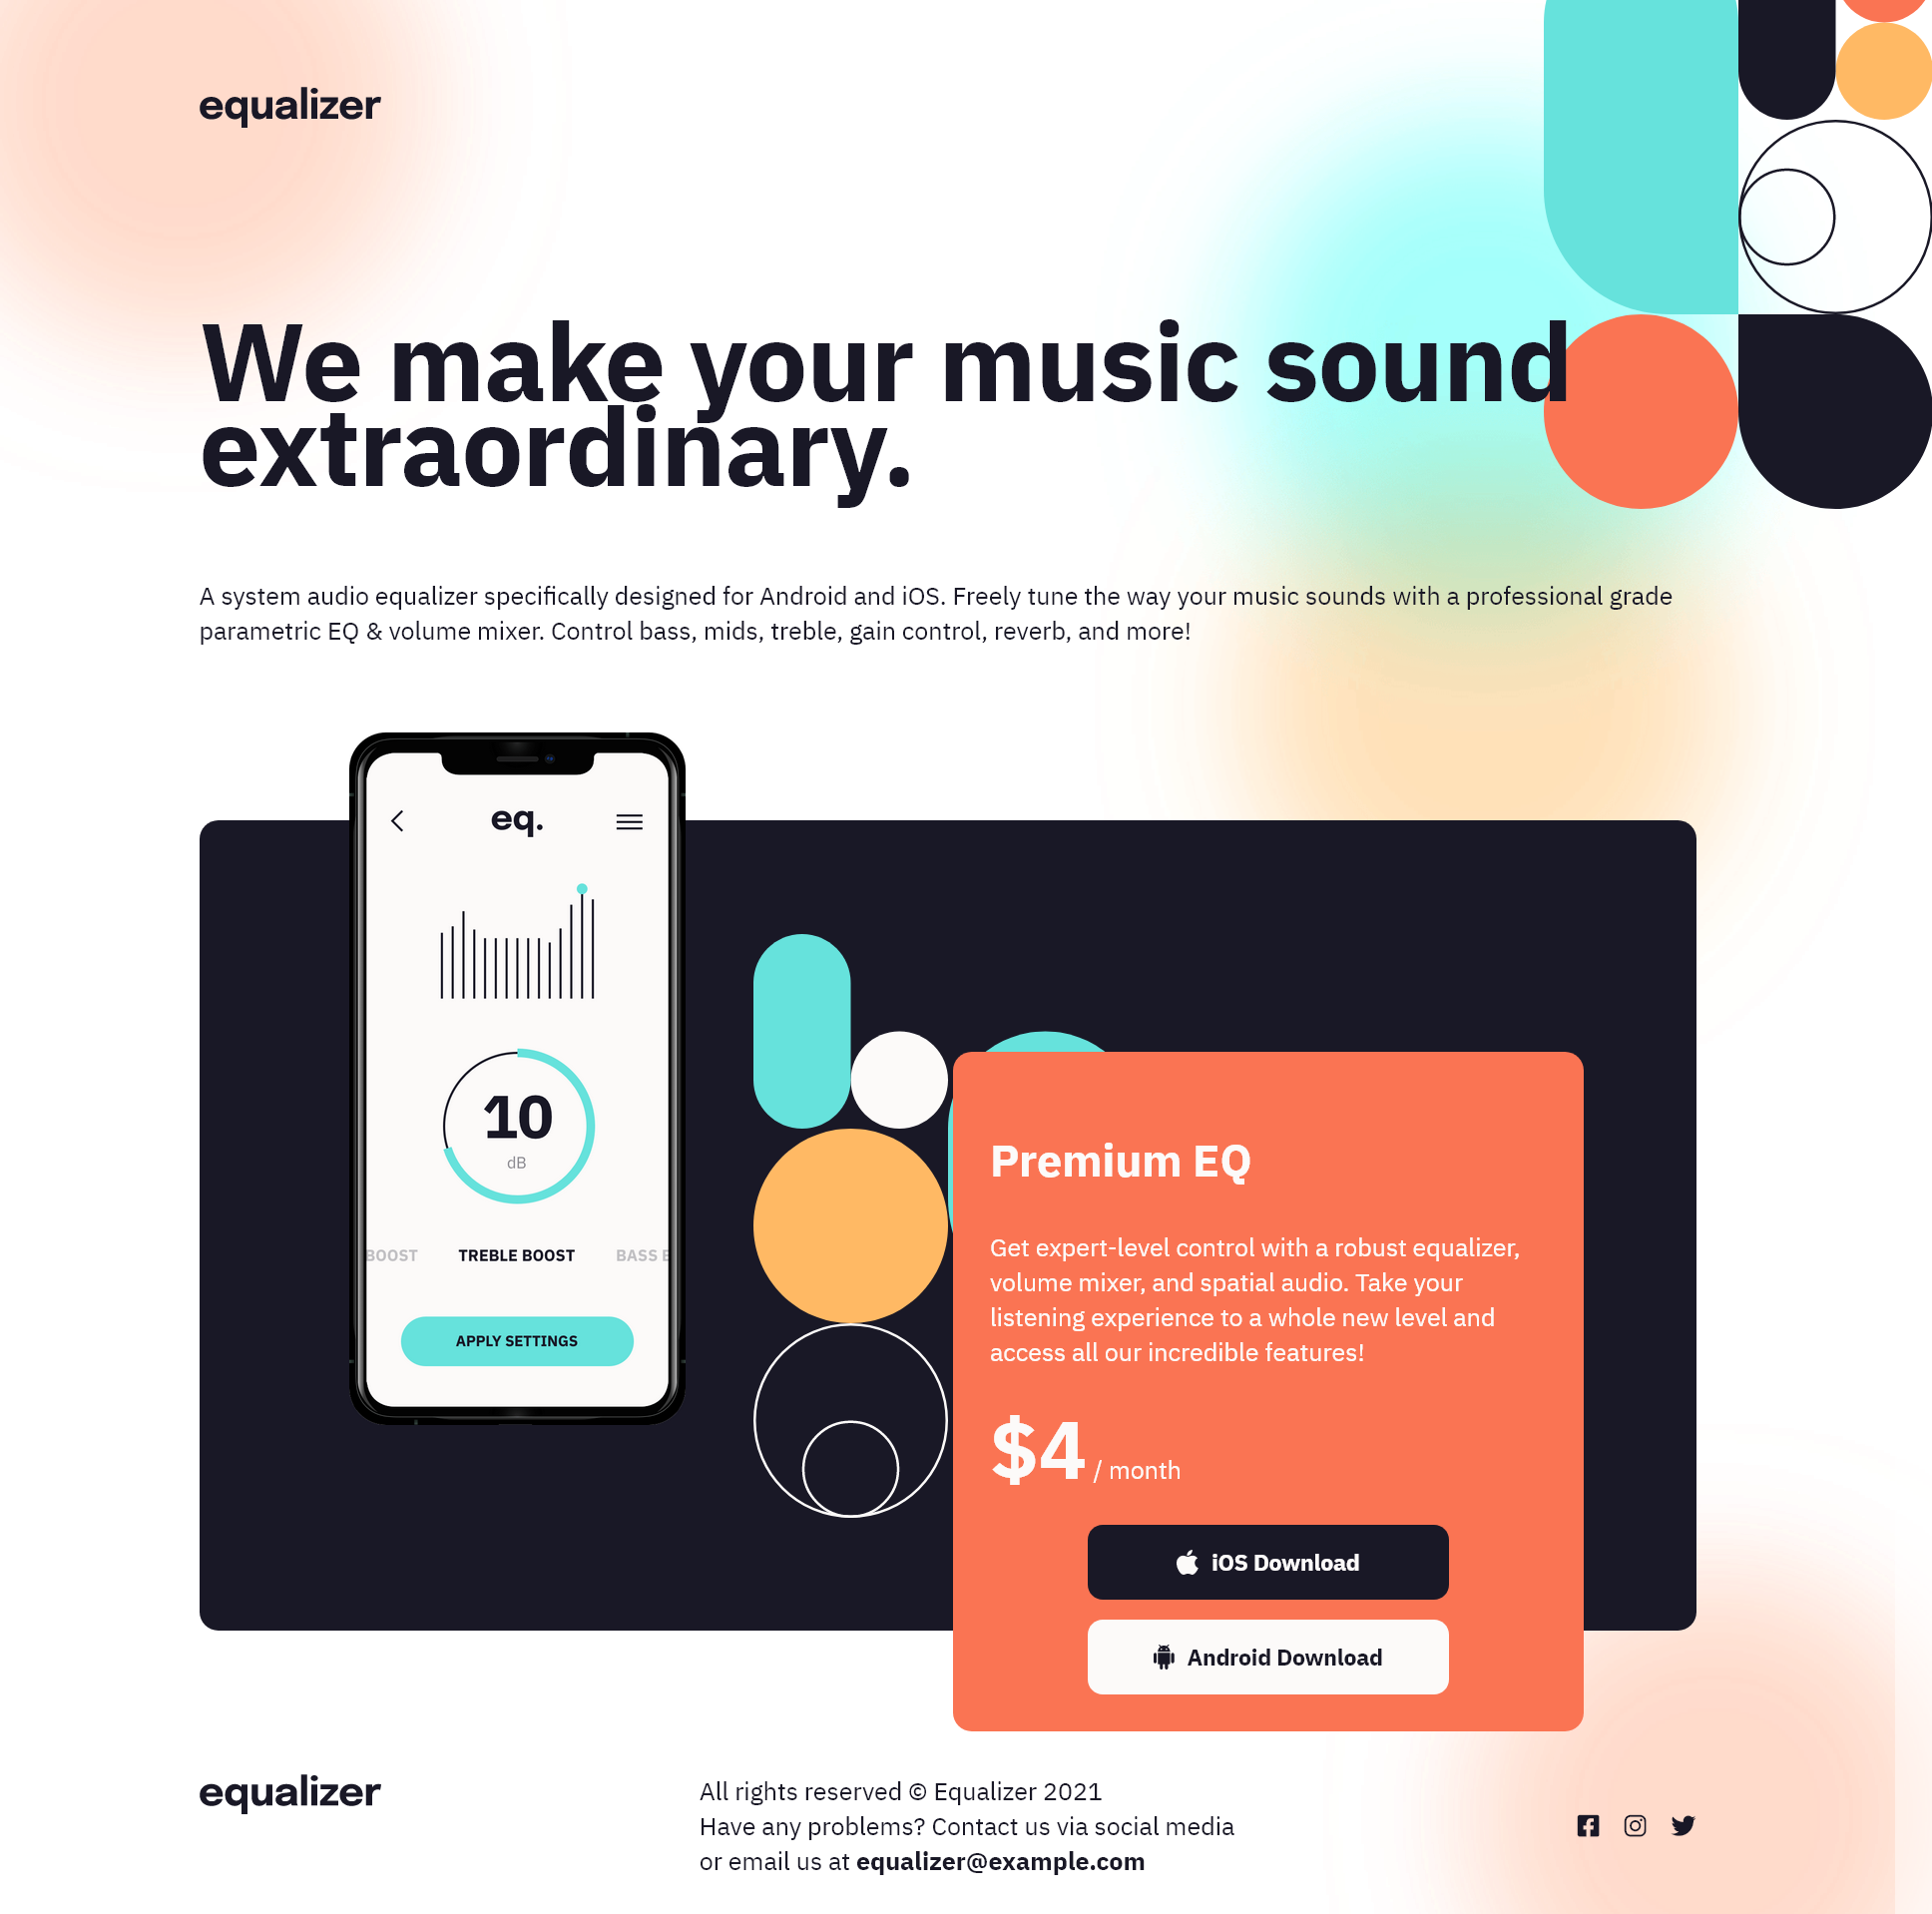 equalizer
We make your music sound
extraordinary.
A system audio equalizer specifically designed for Android and iOS. Freely tune the way your music sounds with a professional grade
parametric EQ & volume mixer. Control bass, mids, treble, gain control, reverb, and more!
eq.
10
dB
BOOST TREBLE BOOST BASS B
APPLY SETTINGS
Premium EQ
Get expert-level control with a robust equalizer,
volume mixer, and spatial audio. Take your
listening experience to a whole new level and
access all our incredible features!
$4 / month
iOS Download
Android Download
equalizer
All rights reserved © Equalizer 2021
Have any problems? Contact us via social media
or email us at equalizer@example.com